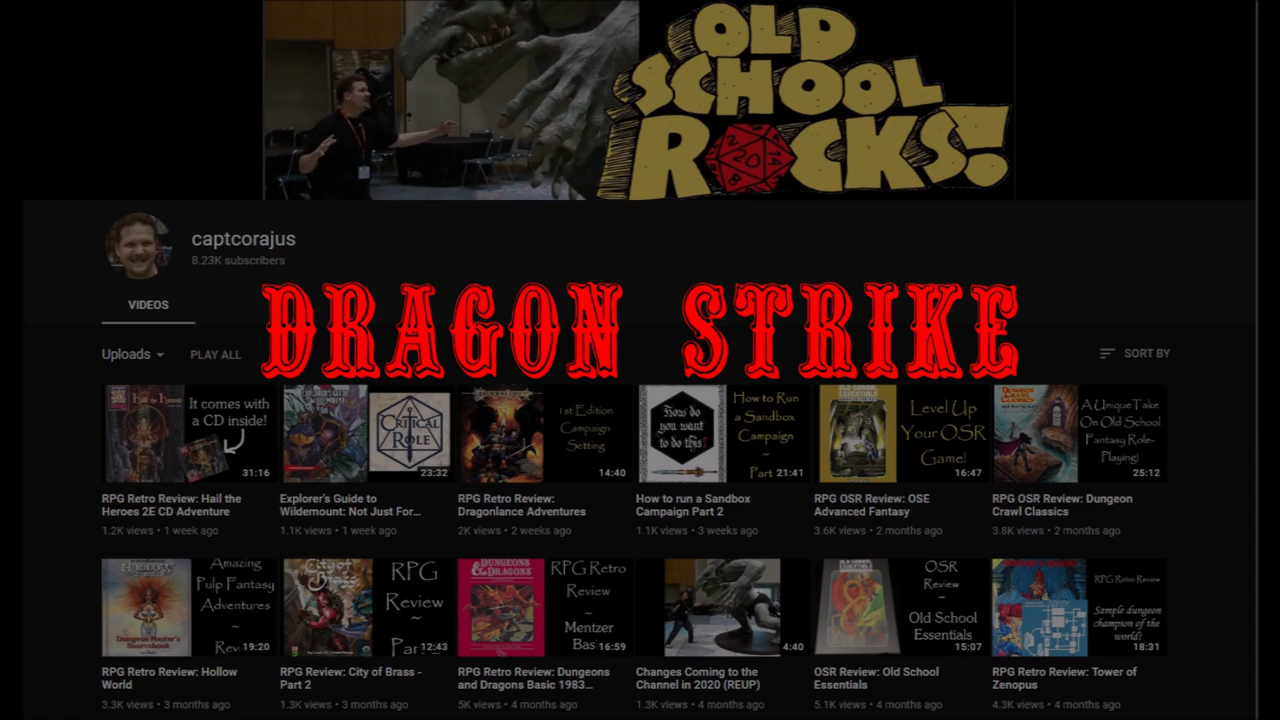 OLD
SCHOOL
ROCKS!
20
2
8
captcorajus
8.23K subscribers
VIDEOS
DRAGON STRIKE
Uploads
PLAY ALL
SORT BY
It comes with
a CD inside!
31:16
CRITICAL
ROLE
23:32
1st Edition
Campaign
Setting
14:40
How do
you want
to do this?
How to Run
a Sandbox
Campaign
~
Part
21:41
Level Up
Your OSR
Game!
16:47
A Unique Take
On Old School
Fantasy Role-
Playing!
25:12
RPG Retro Review: Hail the
Heroes 2E CD Adventure
1.2K views • 1 week ago
Explorer's Guide to
Wildemount: Not Just For...
1.1K views • 1 week ago
RPG Retro Review:
Dragonlance Adventures
2K views • 2 weeks ago
How to run a Sandbox
Campaign Part 2
1.1K views • 3 weeks ago
RPG OSR Review: OSE
Advanced Fantasy
3.6K views • 2 months ago
RPG OSR Review: Dungeon
Crawl Classics
3.8K views • 2 months ago
Dungeon Master's
Sourcebook
Amazing
Pulp Fantasy
Adventures
~
Revi
19:20
City of
Brass
RPG
Review
~
Par
12:43
DUNGEONS
& DRAGONS
RPG Retro
Review
~
Mentzer
Bas
16:59
4:40
OSR
Review
~
Old School
Essentials
15:07
RPG Retro Review
Sample dungeon
champion of the
world!
18:31
RPG Retro Review: Hollow
World
3.3K views • 3 months ago
RPG Review: City of Brass -
Part 2
1.3K views • 3 months ago
RPG Retro Review: Dungeons
and Dragons Basic 1983...
5K views • 4 months ago
Changes Coming to the
Channel in 2020 (REUP)
1.3K views • 4 months ago
OSR Review: Old School
Essentials
5.1K views • 4 months ago
RPG Retro Review: Tower of
Zenopus
4.3K views • 4 months ago